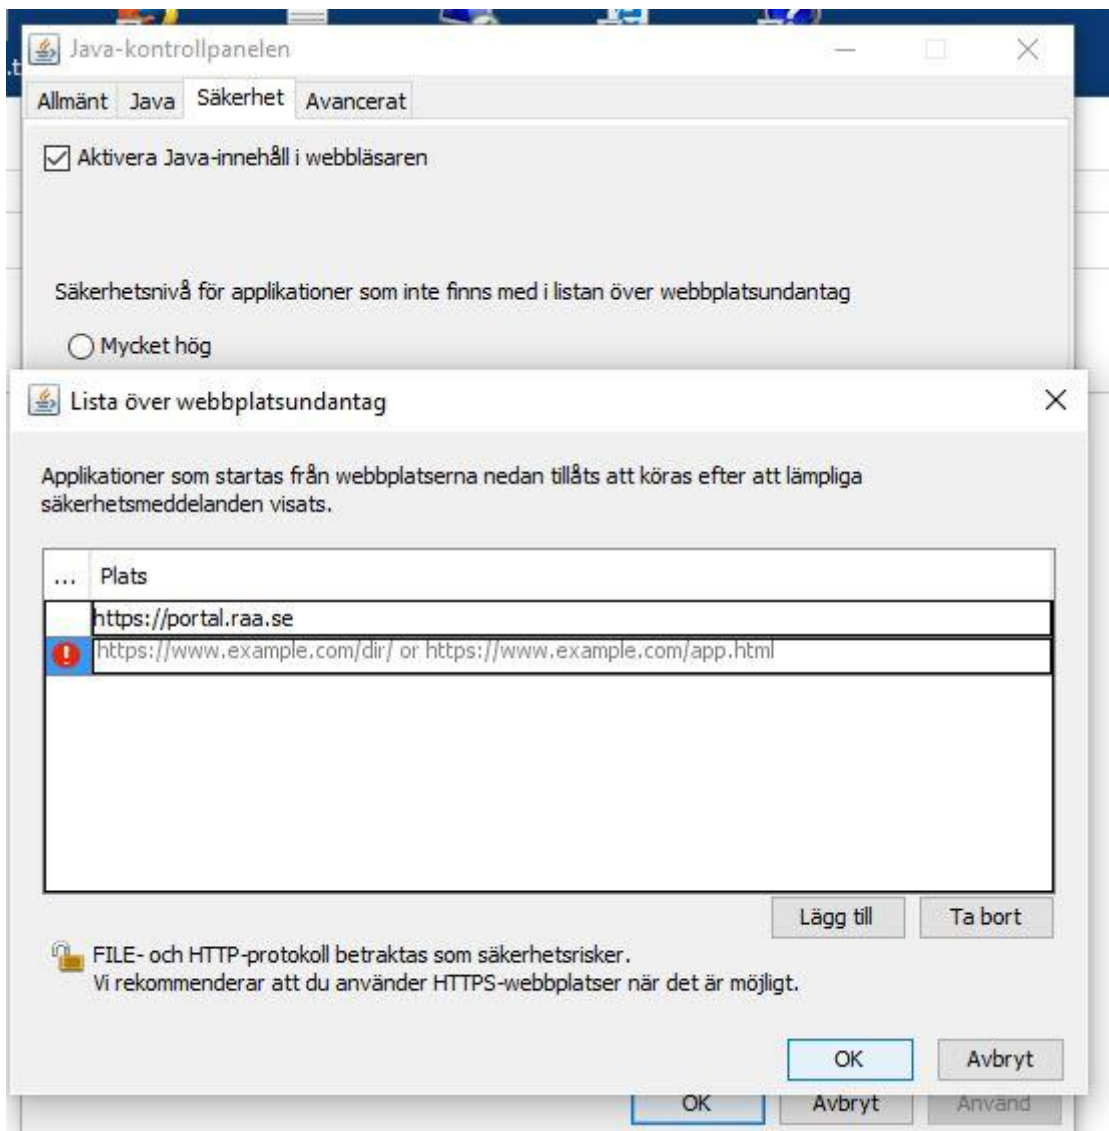 Java-kontrollpanelen
Allmänt Java Säkerhet Avancerat
Aktivera Java-innehåll i webbläsaren
Säkerhetsnivå för applikationer som inte finns med i listan över webbplatsundantag
Mycket hög
Lista över webbplatsundantag
Applikationer som startas från webbplatserna nedan tillåts att köras efter att lämpliga
säkerhetsmeddelanden visats.
... Plats
https://portal.raa.se
https://www.example.com/dir/ or https://www.example.com/app.html
Lägg till Ta bort
FILE- och HTTP-protokoll betraktas som säkerhetsrisker.
Vi rekommenderar att du använder HTTPS-webbplatser när det är möjligt.
OK Avbryt
OK Avbryt Använd